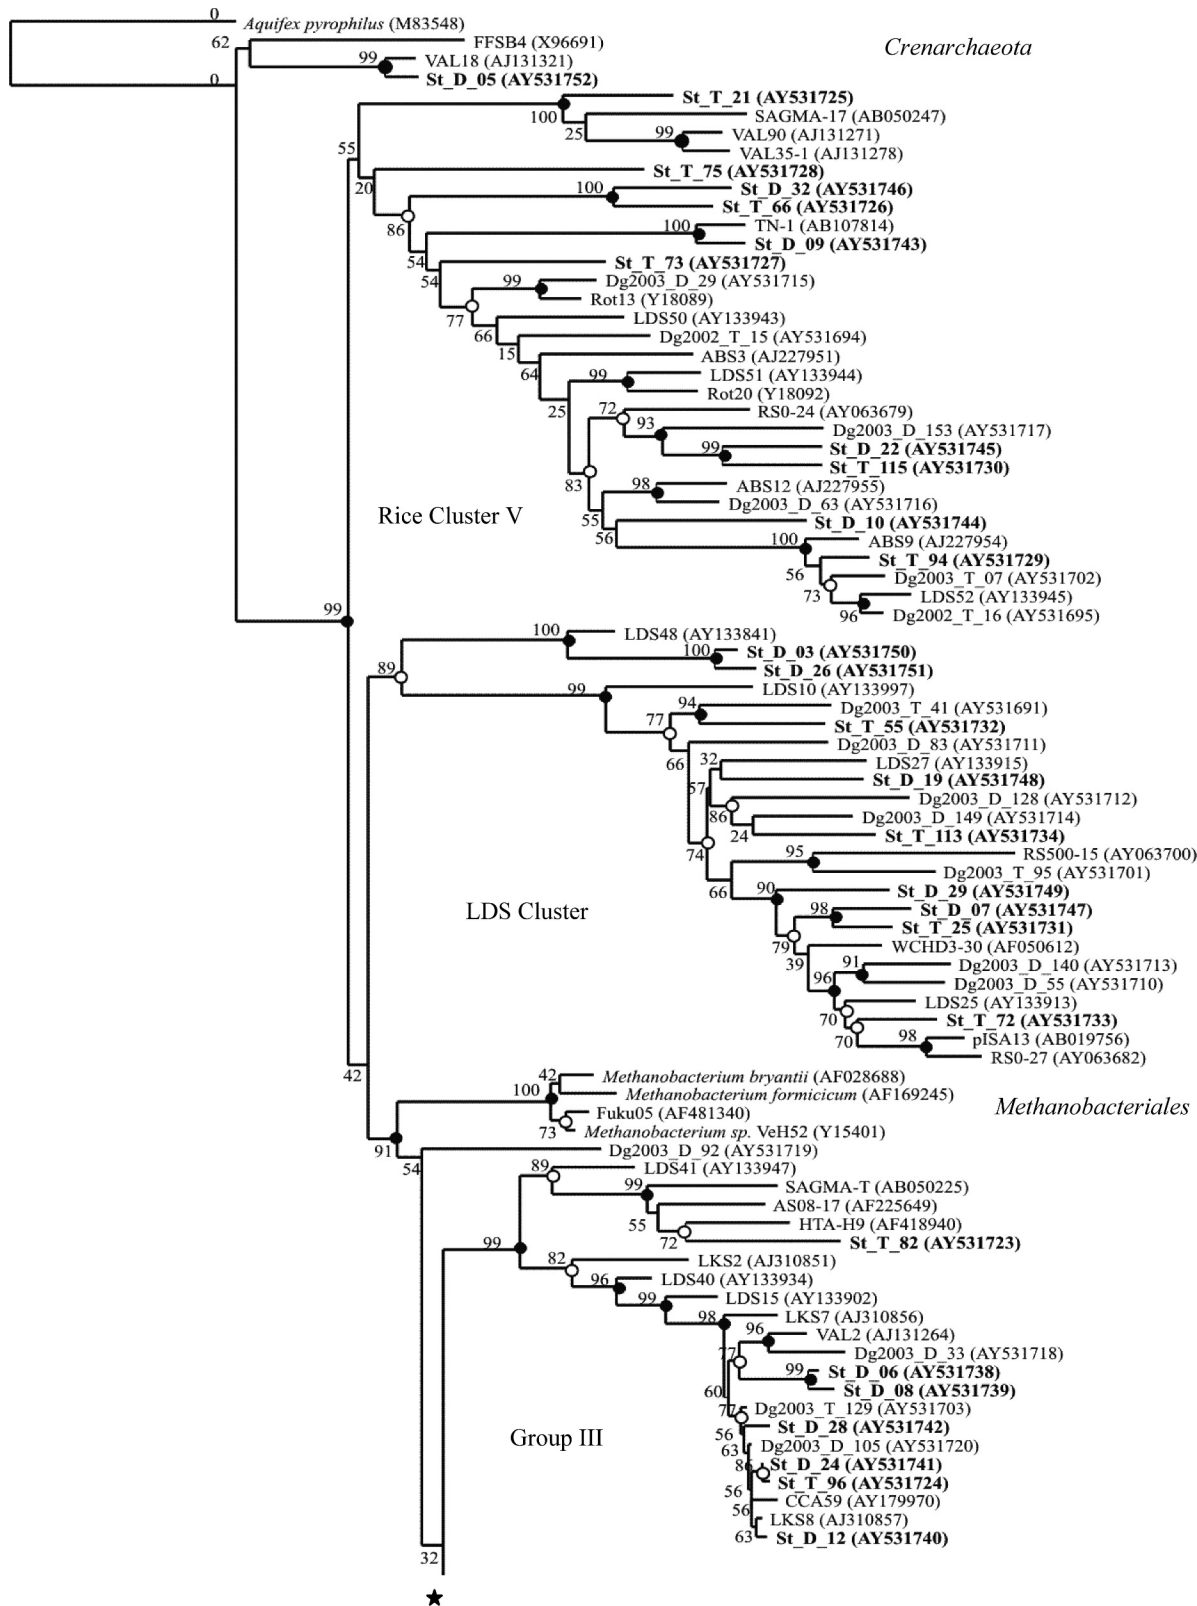 0
Aquifex pyrophilus (M83548)
62
FFSB4 (X96691)
Crenarchaeota
99
VAL18 (AJ131321)
0
St_D_05 (AY531752)
St_T_21 (AY531725)
100
SAGMA-17 (AB050247)
25
99
VAL90 (AJ131271)
VAL35-1 (AJ131278)
55
St_T_75 (AY531728)
20
100
St_D_32 (AY531746)
St_T_66 (AY531726)
86
100
TN-1 (AB107814)
St_D_09 (AY531743)
54
St_T_73 (AY531727)
54
99
Dg2003_D_29 (AY531715)
Rot13 (Y18089)
77
LDS50 (AY133943)
66
Dg2002_T_15 (AY531694)
15
ABS3 (AJ227951)
64
99
LDS51 (AY133944)
Rot20 (Y18092)
25
72
RS0-24 (AY063679)
93
Dg2003_D_153 (AY531717)
99
St_D_22 (AY531745)
St_T_115 (AY531730)
83
98
ABS12 (AJ227955)
Dg2003_D_63 (AY531716)
Rice Cluster V
55
St_D_10 (AY531744)
56
100
ABS9 (AJ227954)
St_T_94 (AY531729)
56
Dg2003_T_07 (AY531702)
73
LDS52 (AY133945)
96
Dg2002_T_16 (AY531695)
99
100
LDS48 (AY133841)
100
St_D_03 (AY531750)
89
St_D_26 (AY531751)
99
LDS10 (AY133997)
94
Dg2003_T_41 (AY531691)
77
St_T_55 (AY531732)
Dg2003_D_83 (AY531711)
66
32
LDS27 (AY133915)
St_D_19 (AY531748)
57
Dg2003_D_128 (AY531712)
86
Dg2003_D_149 (AY531714)
24
St_T_113 (AY531734)
74
95
RS500-15 (AY063700)
Dg2003_T_95 (AY531701)
66
90
St_D_29 (AY531749)
LDS Cluster
98
St_D_07 (AY531747)
St_T_25 (AY531731)
79
WCHD3-30 (AF050612)
39
91
Dg2003_D_140 (AY531713)
96
Dg2003_D_55 (AY531710)
LDS25 (AY133913)
70
St_T_72 (AY531733)
70
98
pISA13 (AB019756)
RS0-27 (AY063682)
42
42
Methanobacterium bryantii (AF028688)
100
Methanobacterium formicicum (AF169245)
Methanobacteriales
Fuku05 (AF481340)
73
Methanobacterium sp. VeH52 (Y15401)
91
Dg2003_D_92 (AY531719)
54
89
LDS41 (AY133947)
99
SAGMA-T (AB050225)
AS08-17 (AF225649)
55
HTA-H9 (AF418940)
72
St_T_82 (AY531723)
99
82
LKS2 (AJ310851)
96
LDS40 (AY133934)
99
LDS15 (AY133902)
98
LKS7 (AJ310856)
96
VAL2 (AJ131264)
77
Dg2003_D_33 (AY531718)
99
St_D_06 (AY531738)
60
St_D_08 (AY531739)
77
Dg2003_T_129 (AY531703)
56
St_D_28 (AY531742)
Group III
63
Dg2003_D_105 (AY531720)
86
St_D_24 (AY531741)
St_T_96 (AY531724)
56
CCA59 (AY179970)
56
LKS8 (AJ310857)
63
St_D_12 (AY531740)
32